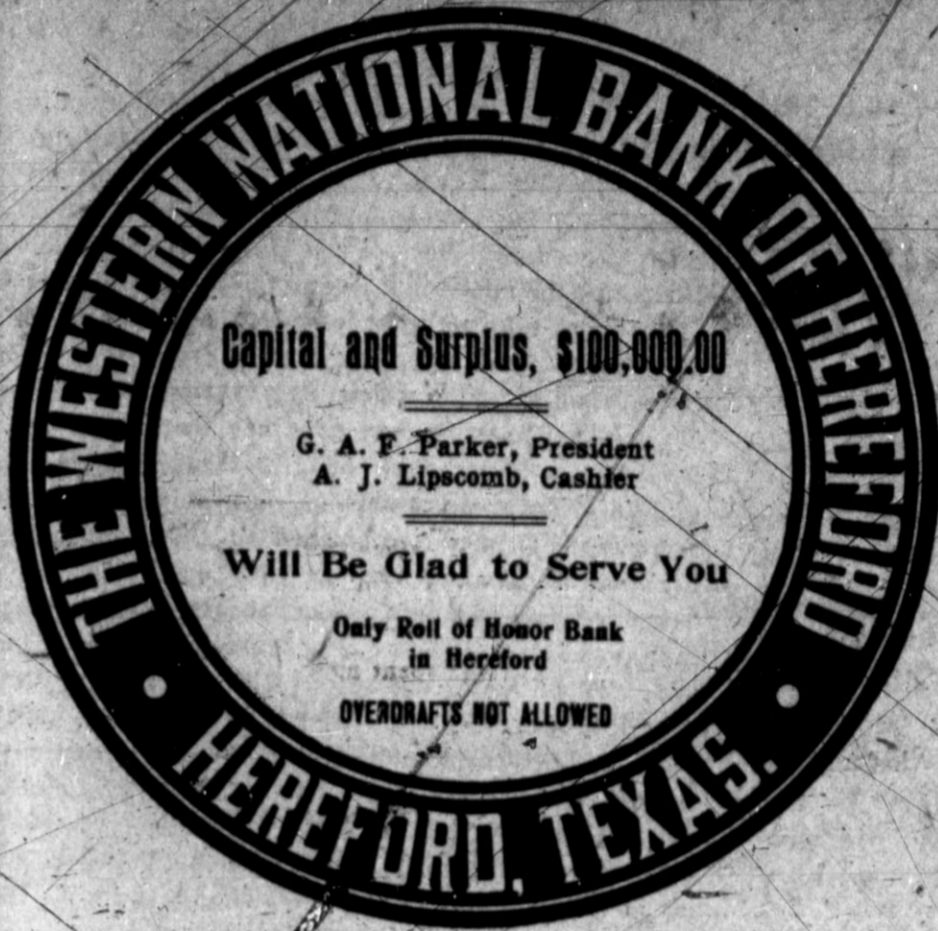 THE WESTERN NATIONAL BANK OF HEREFORD
Capital and Surplus, $100,000.00
G. A. F. Parker, President
A. J. Lipscomb, Cashier
Will Be Glad to Serve You
Only Roll of Honor Bank
in Hereford
OVERDRAFTS NOT ALLOWED
HEREFORD, TEXAS.